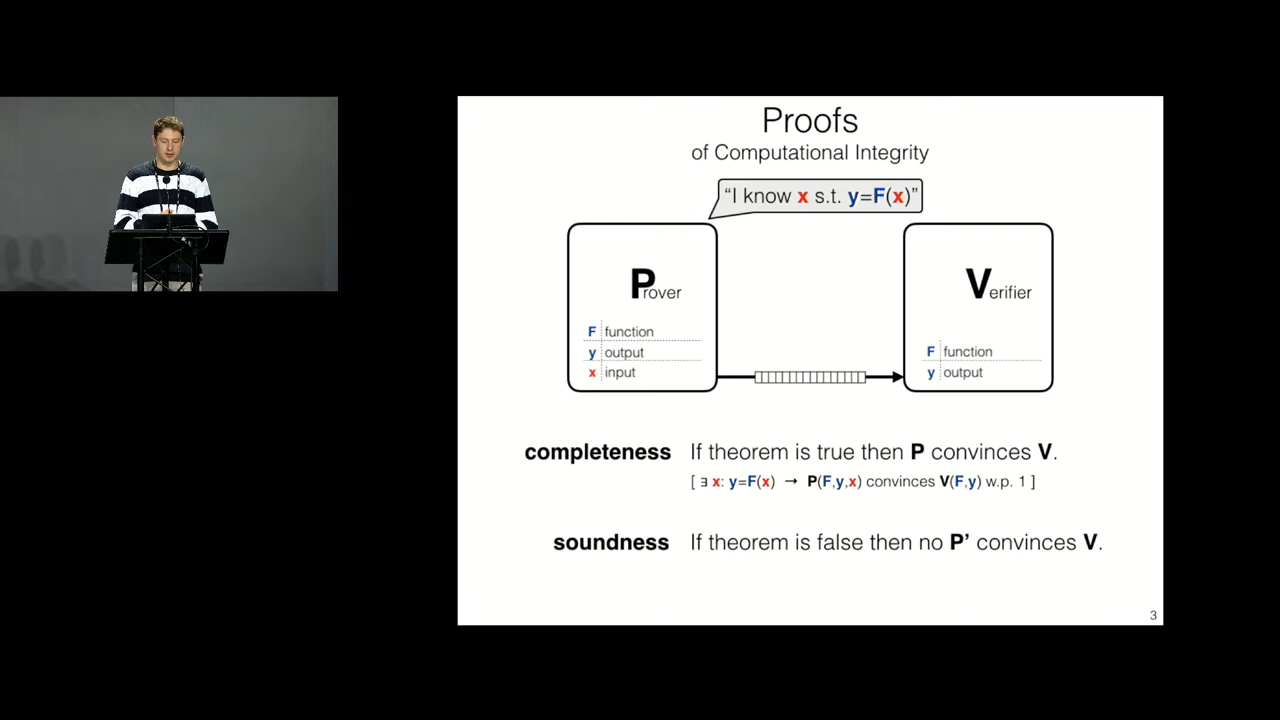 Proofs
of Computational Integrity
“I know x s.t. y=F(x)”
Prover
F function
y output
x input
Verifier
F function
y output
completeness If theorem is true then P convinces V.
[ ∃ x: y=F(x) → P(F,y,x) convinces V(F,y) w.p. 1 ]
soundness If theorem is false then no P’ convinces V.
3